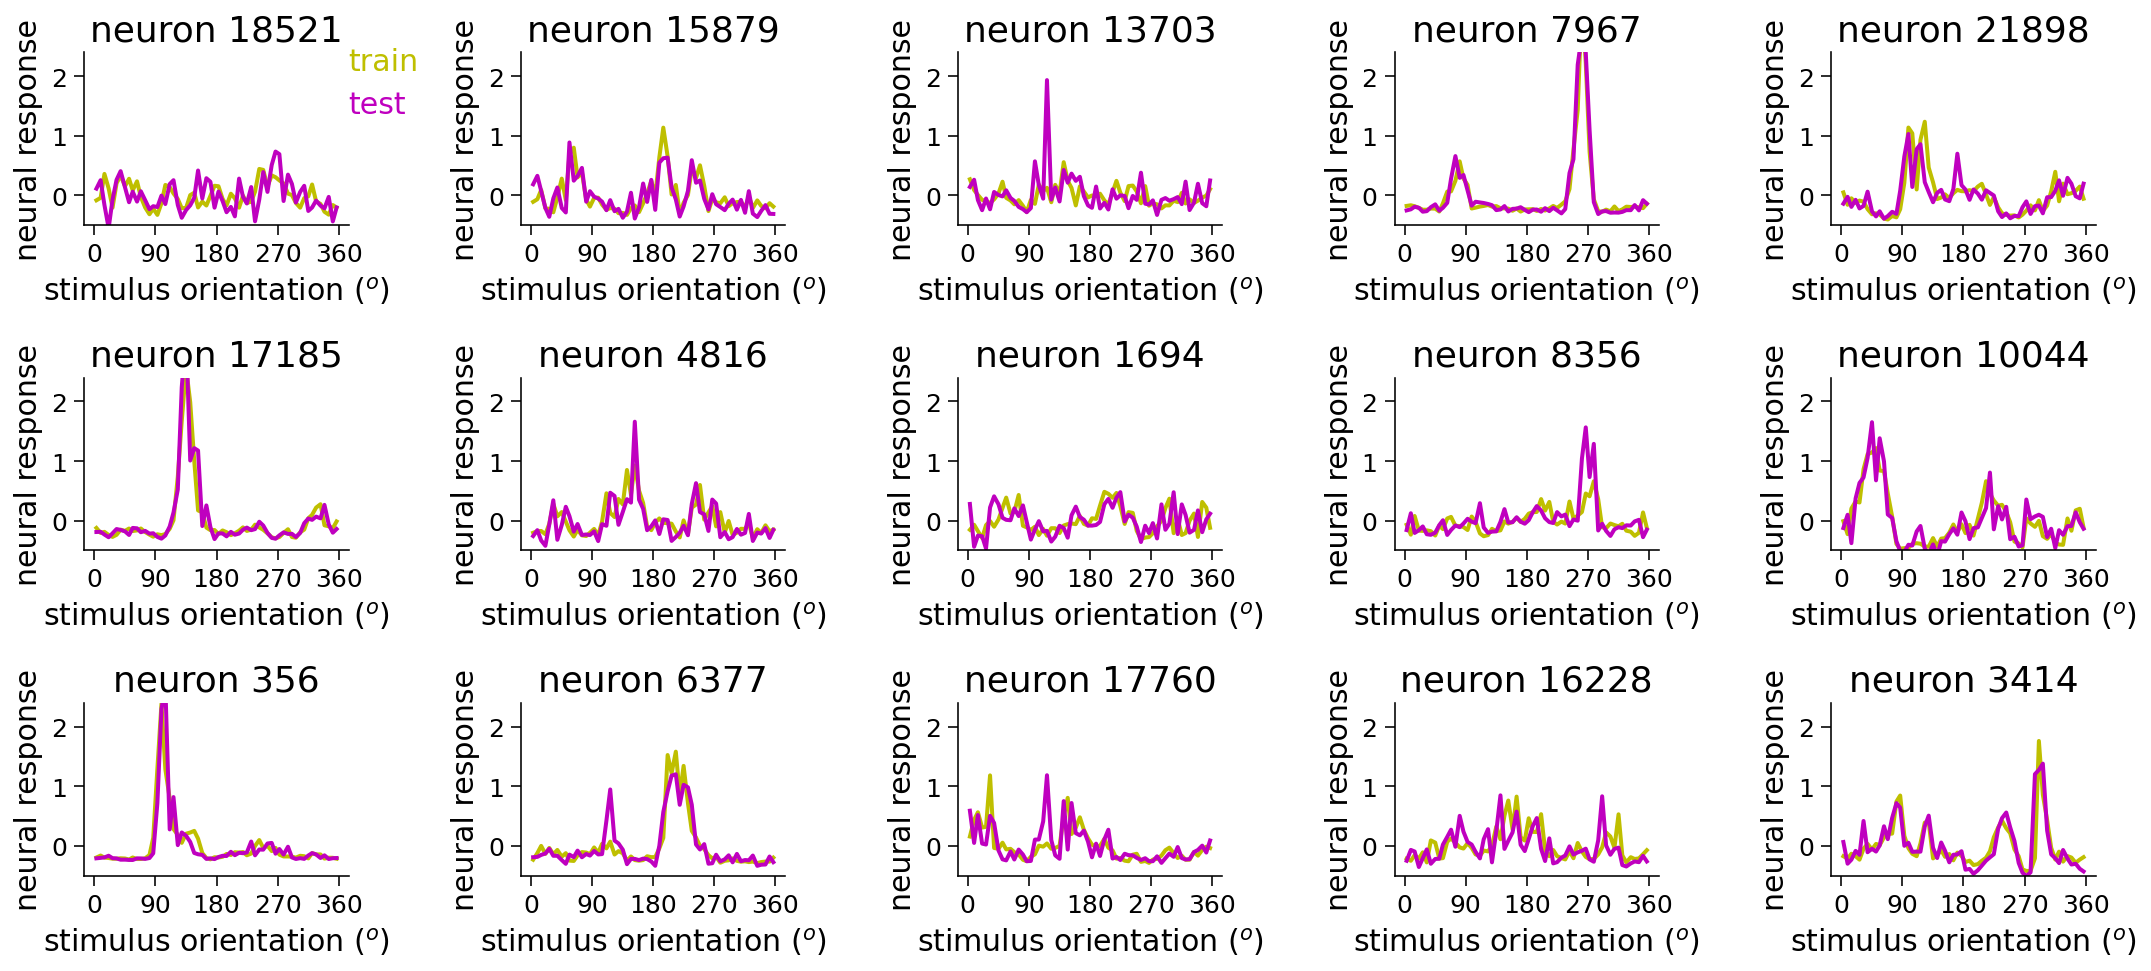 neuron 18521
train
test
neural response
2
1
0
0 90 180 270 360
stimulus orientation (o)
neuron 15879
neural response
2
1
0
0 90 180 270 360
stimulus orientation (o)
neuron 13703
neural response
2
1
0
0 90 180 270 360
stimulus orientation (o)
neuron 7967
neural response
2
1
0
0 90 180 270 360
stimulus orientation (o)
neuron 21898
neural response
2
1
0
0 90 180 270 360
stimulus orientation (o)
neuron 17185
neural response
2
1
0
0 90 180 270 360
stimulus orientation (o)
neuron 4816
neural response
2
1
0
0 90 180 270 360
stimulus orientation (o)
neuron 1694
neural response
2
1
0
0 90 180 270 360
stimulus orientation (o)
neuron 8356
neural response
2
1
0
0 90 180 270 360
stimulus orientation (o)
neuron 10044
neural response
2
1
0
0 90 180 270 360
stimulus orientation (o)
neuron 356
neural response
2
1
0
0 90 180 270 360
stimulus orientation (o)
neuron 6377
neural response
2
1
0
0 90 180 270 360
stimulus orientation (o)
neuron 17760
neural response
2
1
0
0 90 180 270 360
stimulus orientation (o)
neuron 16228
neural response
2
1
0
0 90 180 270 360
stimulus orientation (o)
neuron 3414
neural response
2
1
0
0 90 180 270 360
stimulus orientation (o)